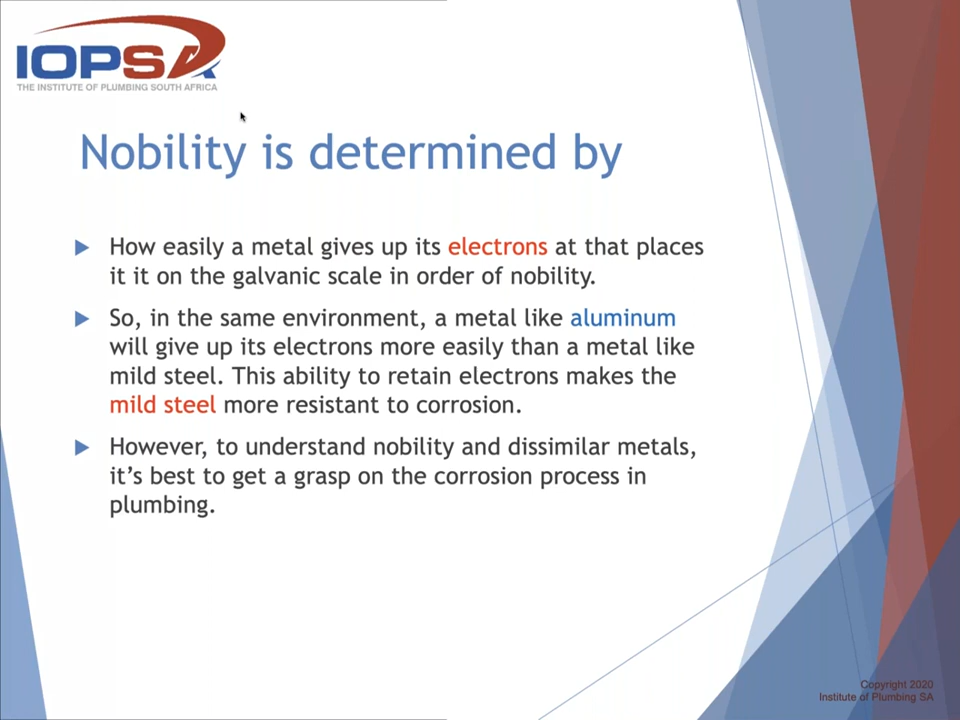 IOPSA
THE INSTITUTE OF PLUMBING SOUTH AFRICA
Nobility is determined by
How easily a metal gives up its electrons at that places
it it on the galvanic scale in order of nobility.
So, in the same environment, a metal like aluminum
will give up its electrons more easily than a metal like
mild steel. This ability to retain electrons makes the
mild steel more resistant to corrosion.
However, to understand nobility and dissimilar metals,
it's best to get a grasp on the corrosion process in
plumbing.
Copyright 2020
Institute of Plumbing SA